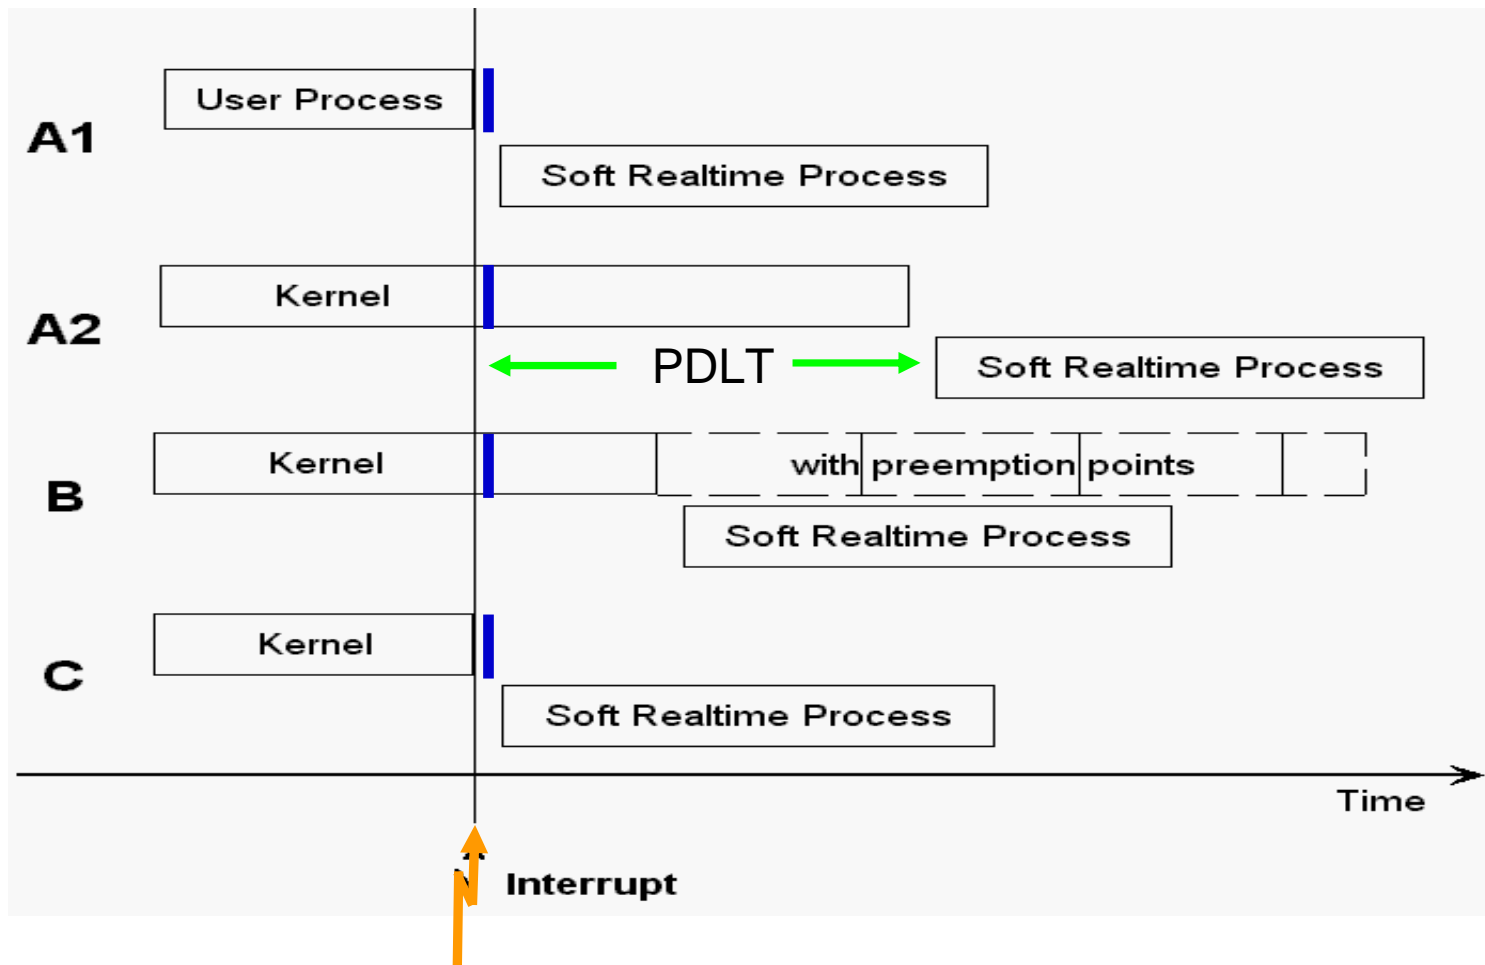 User Process
A1
Soft Realtime Process
Kernel
A2
PDLT
Soft Realtime Process
Kernel
with preemption points
B
Soft Realtime Process
Kernel
C
Soft Realtime Process
Time
Interrupt